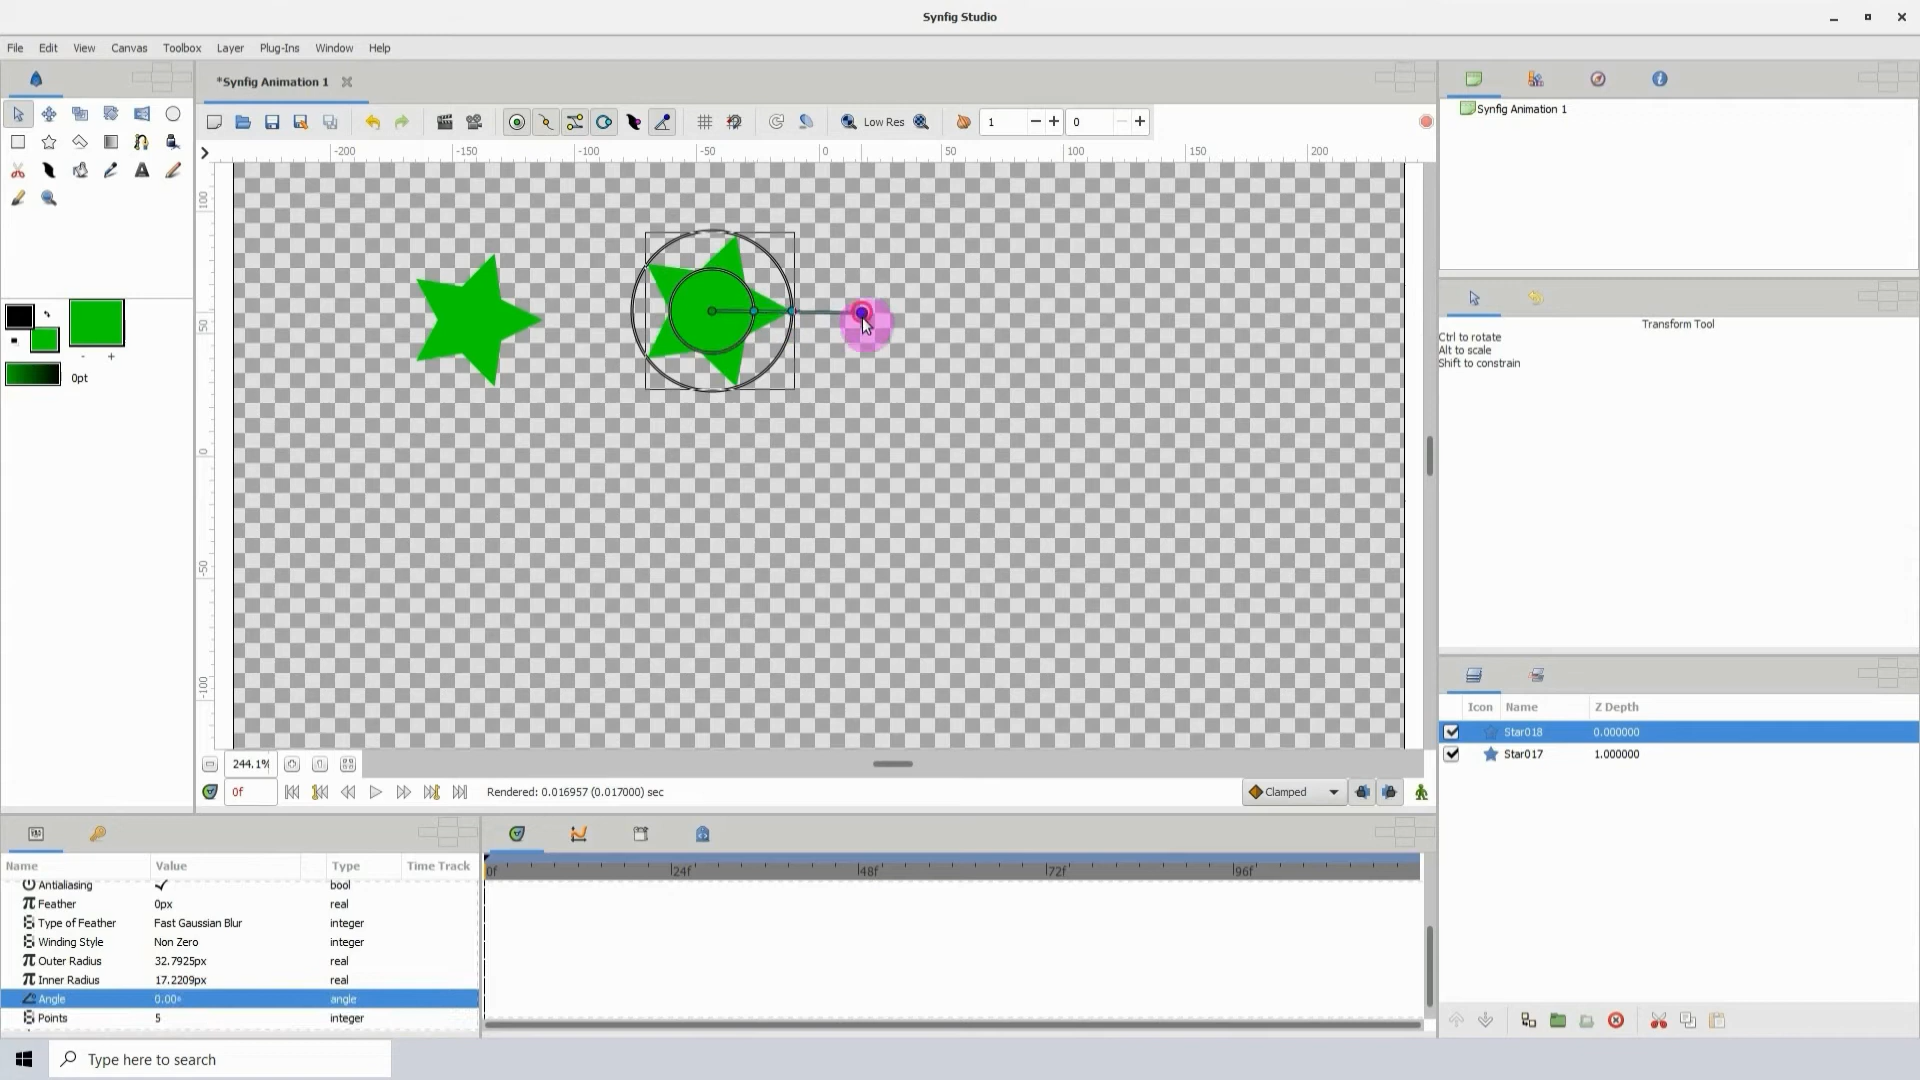 Synfig Studio
File Edit View Canvas Toolbox Layer Plug-Ins Window Help
*Synfig Animation 1
Low Res 1 0
-200 -150 -100 -50 0 50 100 150 200
100
50
0
-50
-100
0pt
Synfig Animation 1
Transform Tool
Ctrl to rotate
Alt to scale
Shift to constrain
Icon Name Z Depth
Star018 0.000000
Star017 1.000000
244.1%
0f Rendered: 0.016957 (0.017000) sec Clamped
Name Value Type Time Track
Antialiasing bool
Feather 0px real
Type of Feather Fast Gaussian Blur integer
Winding Style Non Zero integer
Outer Radius 32.7925px real
Inner Radius 17.2209px real
Angle 0.00° angle
Points 5 integer
0f 24f 48f 72f 96f
Type here to search